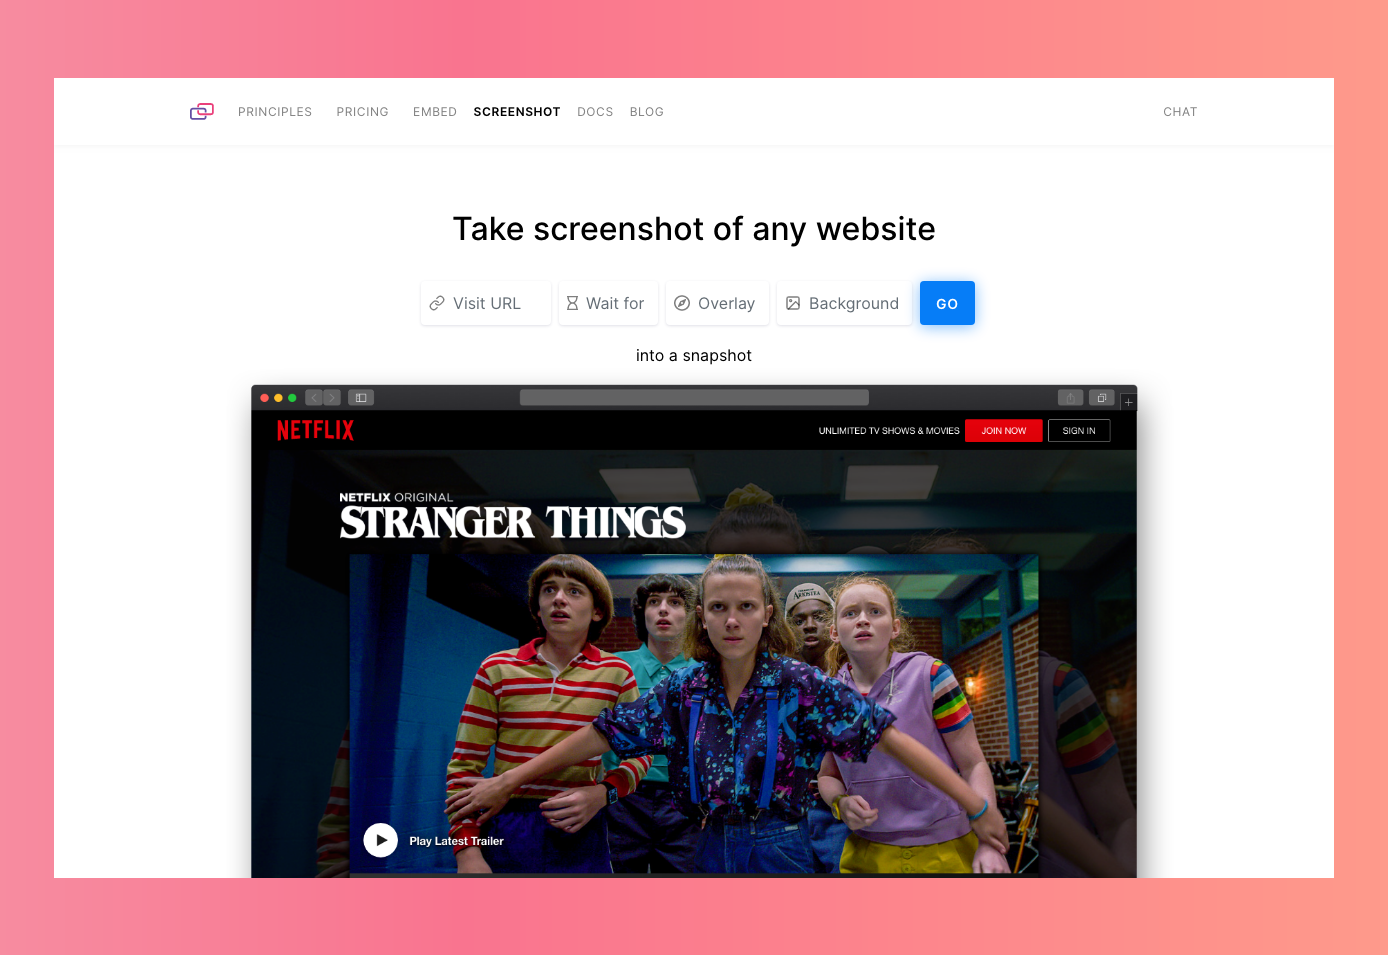 PRINCIPLES PRICING EMBED SCREENSHOT DOCS BLOG CHAT
Take screenshot of any website
Visit URL Wait for Overlay Background GO
into a snapshot
NETFLIX UNLIMITED TV SHOWS & MOVIES JOIN NOW SIGN IN
NETFLIX ORIGINAL
STRANGER THINGS
Play Latest Trailer